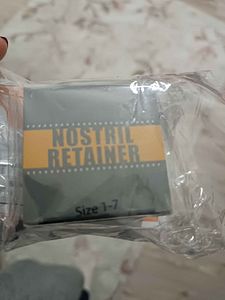 NOSTRIL
RETAINER
Size 1-7